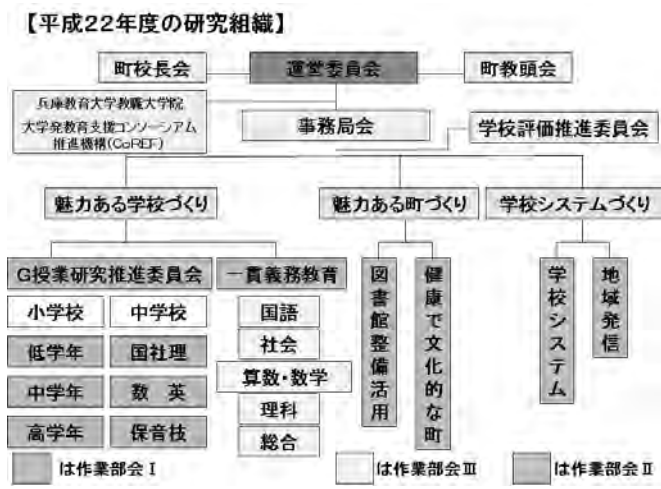 【平成22年度の研究組織】
町校長会
運営委員会
町教頭会
兵庫教育大学教職大学院
大学発教育支援コンソーシアム
推進機構(CoREF)
事務局会
学校評価推進委員会
魅力ある学校づくり
魅力ある町づくり
学校システムづくり
G授業研究推進委員会
一貫義務教育
小学校
中学校
低学年
国社理
中学年
数 英
高学年
保音技
国語
社会
算数・数学
理科
総合
図書館整備活用
健康で文化的な町
学校システム
地域発信
は作業部会Ⅰ
は作業部会Ⅲ
は作業部会Ⅱ